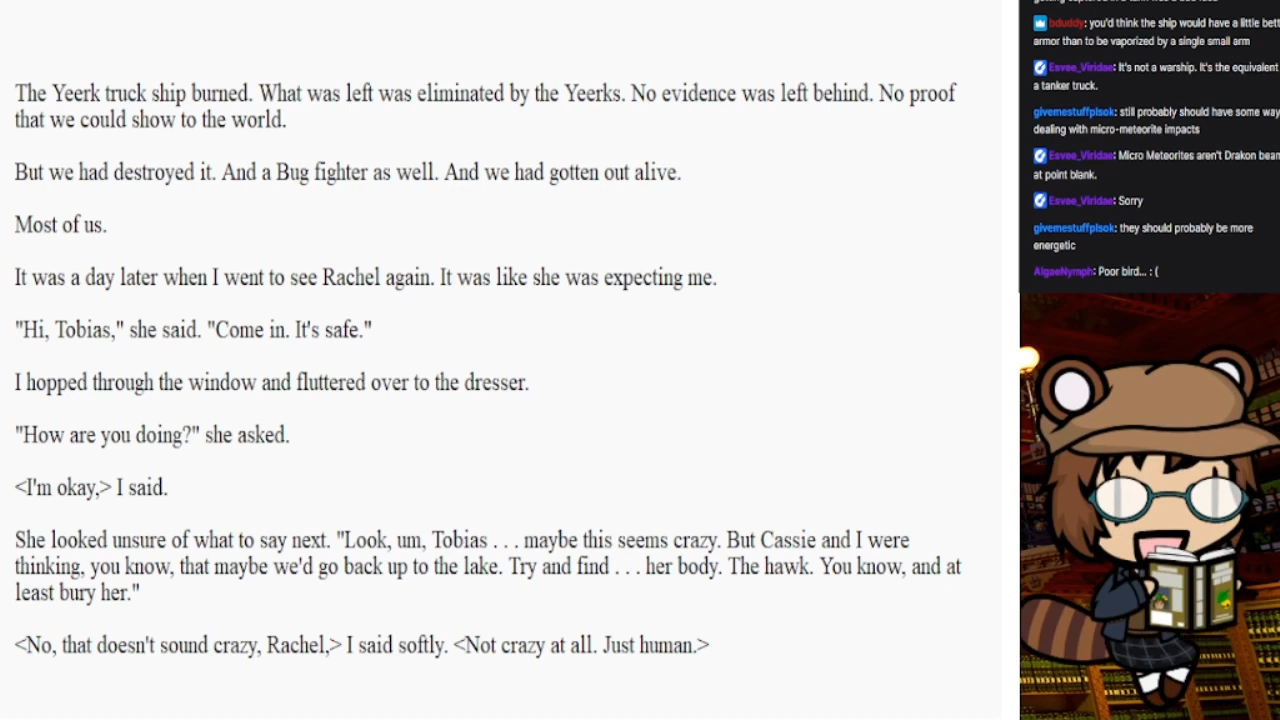 The Yeerk truck ship burned. What was left was eliminated by the Yeerks. No evidence was left behind. No proof
that we could show to the world.
But we had destroyed it. And a Bug fighter as well. And we had gotten out alive.
Most of us.
It was a day later when I went to see Rachel again. It was like she was expecting me.
"Hi, Tobias," she said. "Come in. It's safe."
I hopped through the window and fluttered over to the dresser.
"How are you doing?" she asked.
<I'm okay,> I said.
She looked unsure of what to say next. "Look, um, Tobias . . . maybe this seems crazy. But Cassie and I were
thinking, you know, that maybe we'd go back up to the lake. Try and find . . . her body. The hawk. You know, and at
least bury her."
<No, that doesn't sound crazy, Rachel,> I said softly. <Not crazy at all. Just human.>
bduddy: you'd think the ship would have a little bett
armor than to be vaporized by a single small arm
Esvee_Viridae: It's not a warship. It's the equivalent
a tanker truck.
givemestuffplsok: still probably should have some way
dealing with micro-meteorite impacts
Esvee_Viridae: Micro Meteorites aren't Drakon bean
at point blank.
Esvee_Viridae: Sorry
givemestuffplsok: they should probably be more
energetic
AlgaeNymph: Poor bird... : (